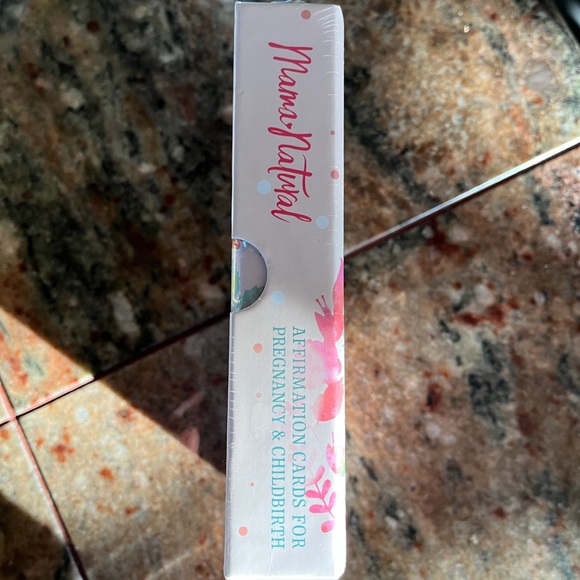 Mama Natural
AFFIRMATION CARDS FOR
PREGNANCY & CHILDBIRTH